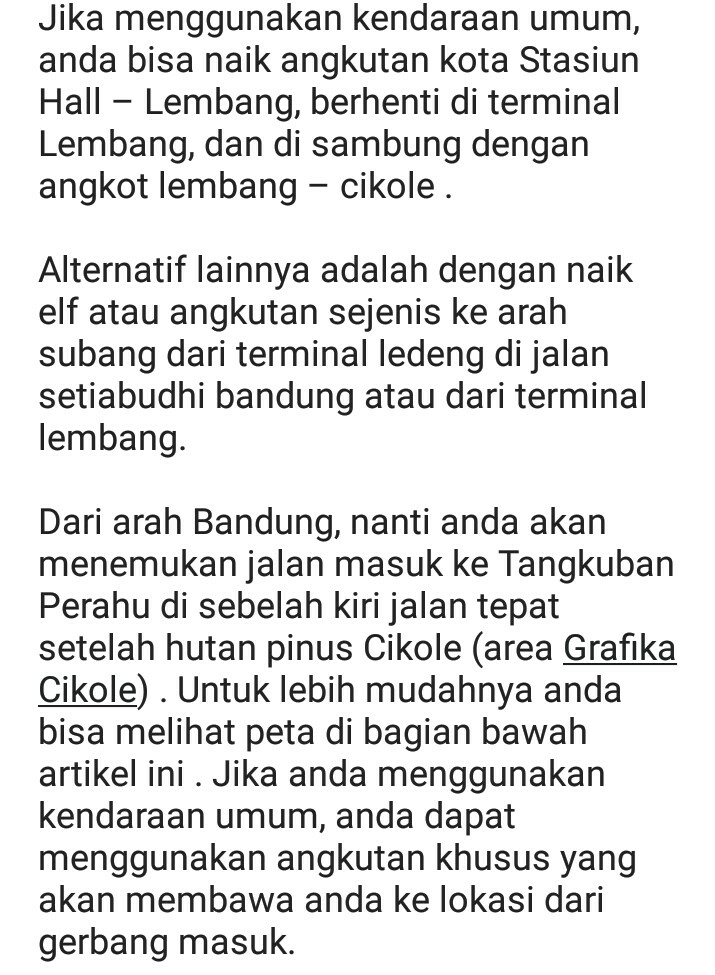 Jika menggunakan kendaraan umum,
anda bisa naik angkutan kota Stasiun
Hall – Lembang, berhenti di terminal
Lembang, dan di sambung dengan
angkot lembang – cikole .
Alternatif lainnya adalah dengan naik
elf atau angkutan sejenis ke arah
subang dari terminal ledeng di jalan
setiabudhi bandung atau dari terminal
lembang.
Dari arah Bandung, nanti anda akan
menemukan jalan masuk ke Tangkuban
Perahu di sebelah kiri jalan tepat
setelah hutan pinus Cikole (area Grafika
Cikole) . Untuk lebih mudahnya anda
bisa melihat peta di bagian bawah
artikel ini . Jika anda menggunakan
kendaraan umum, anda dapat
menggunakan angkutan khusus yang
akan membawa anda ke lokasi dari
gerbang masuk.